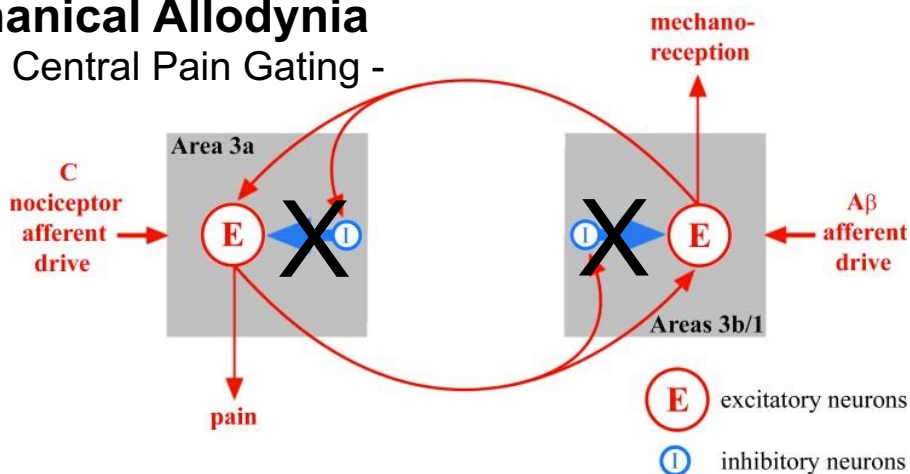 anical Allodynia
Central Pain Gating -
mechano-
reception
Area 3a
C
nociceptor
afferent
drive
E
X
I
I
X
E
Aβ
afferent
drive
Areas 3b/1
pain
E excitatory neurons
I inhibitory neurons